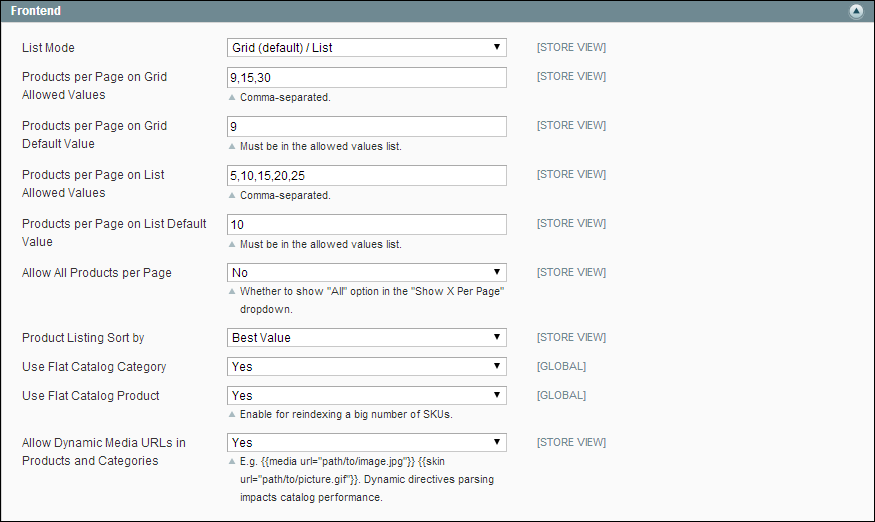 Frontend
List Mode
Grid (default) / List
[STORE VIEW]
Products per Page on Grid
Allowed Values
9,15,30
[STORE VIEW]
Comma-separated.
Products per Page on Grid
Default Value
9
[STORE VIEW]
Must be in the allowed values list.
Products per Page on List
Allowed Values
5,10,15,20,25
[STORE VIEW]
Comma-separated.
Products per Page on List Default
Value
10
[STORE VIEW]
Must be in the allowed values list.
Allow All Products per Page
No
[STORE VIEW]
Whether to show "All" option in the "Show X Per Page"
dropdown.
Product Listing Sort by
Best Value
[STORE VIEW]
Use Flat Catalog Category
Yes
[GLOBAL]
Use Flat Catalog Product
Yes
[GLOBAL]
Enable for reindexing a big number of SKUs.
Allow Dynamic Media URLs in
Products and Categories
Yes
[STORE VIEW]
E.g. {{media url="path/to/image.jpg"}} {{skin
url="path/to/picture.gif"}}. Dynamic directives parsing
impacts catalog performance.